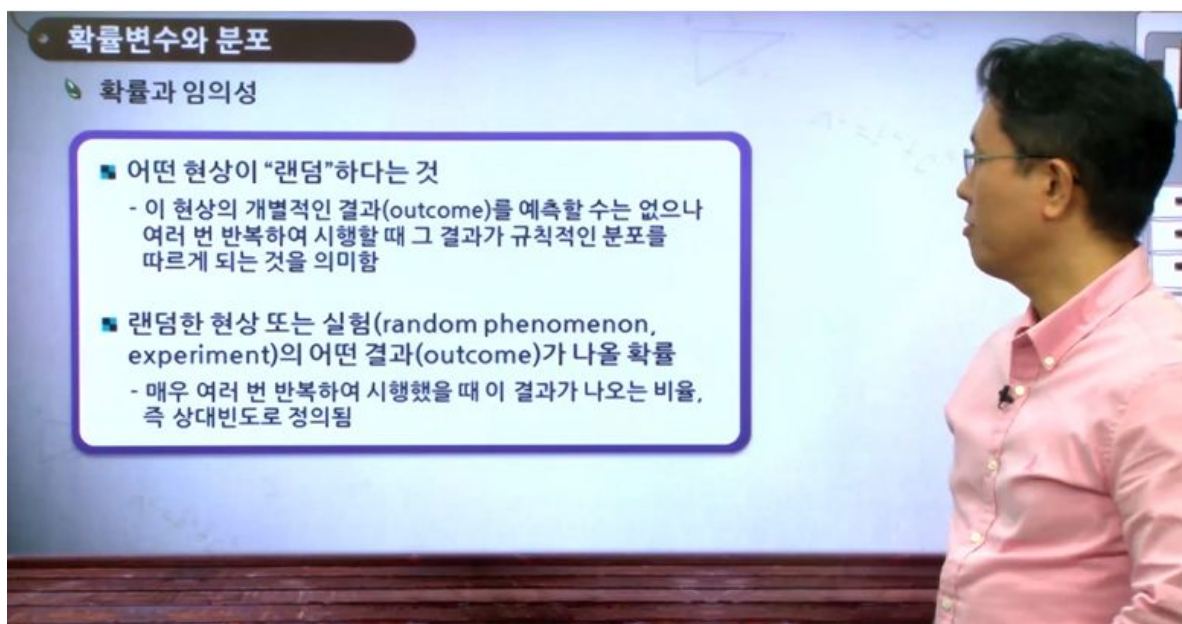 확률변수와 분포
확률과 임의성
어떤 현상이 “랜덤”하다는 것
- 이 현상의 개별적인 결과(outcome)를 예측할 수는 없으나
여러 번 반복하여 시행할 때 그 결과가 규칙적인 분포를
따르게 되는 것을 의미함
랜덤한 현상 또는 실험(random phenomenon,
experiment)의 어떤 결과(outcome)가 나올 확률
- 매우 여러 번 반복하여 시행했을 때 이 결과가 나오는 비율,
즉 상대빈도로 정의됨